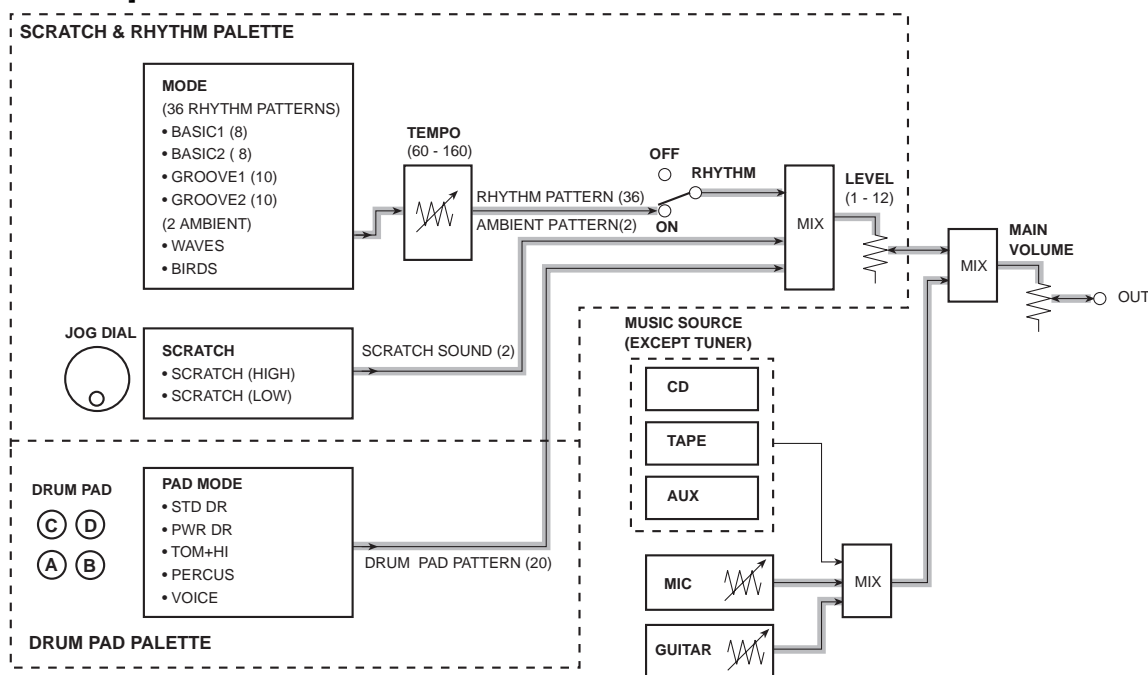 SCRATCH & RHYTHM PALETTE
MODE
(36 RHYTHM PATTERNS)
• BASIC1 (8)
• BASIC2 ( 8)
• GROOVE1 (10)
• GROOVE2 (10)
(2 AMBIENT)
• WAVES
• BIRDS
TEMPO
(60 - 160)
RHYTHM PATTERN (36)
AMBIENT PATTERN(2)
OFF
RHYTHM
ON
MIX
LEVEL
(1 - 12)
MIX
MAIN
VOLUME
OUT
JOG DIAL
SCRATCH
• SCRATCH (HIGH)
• SCRATCH (LOW)
SCRATCH SOUND (2)
MUSIC SOURCE
(EXCEPT TUNER)
CD
TAPE
AUX
DRUM PAD
C D
A B
PAD MODE
• STD DR
• PWR DR
• TOM+HI
• PERCUS
• VOICE
DRUM PAD PATTERN (20)
MIC
GUITAR
MIX
DRUM PAD PALETTE